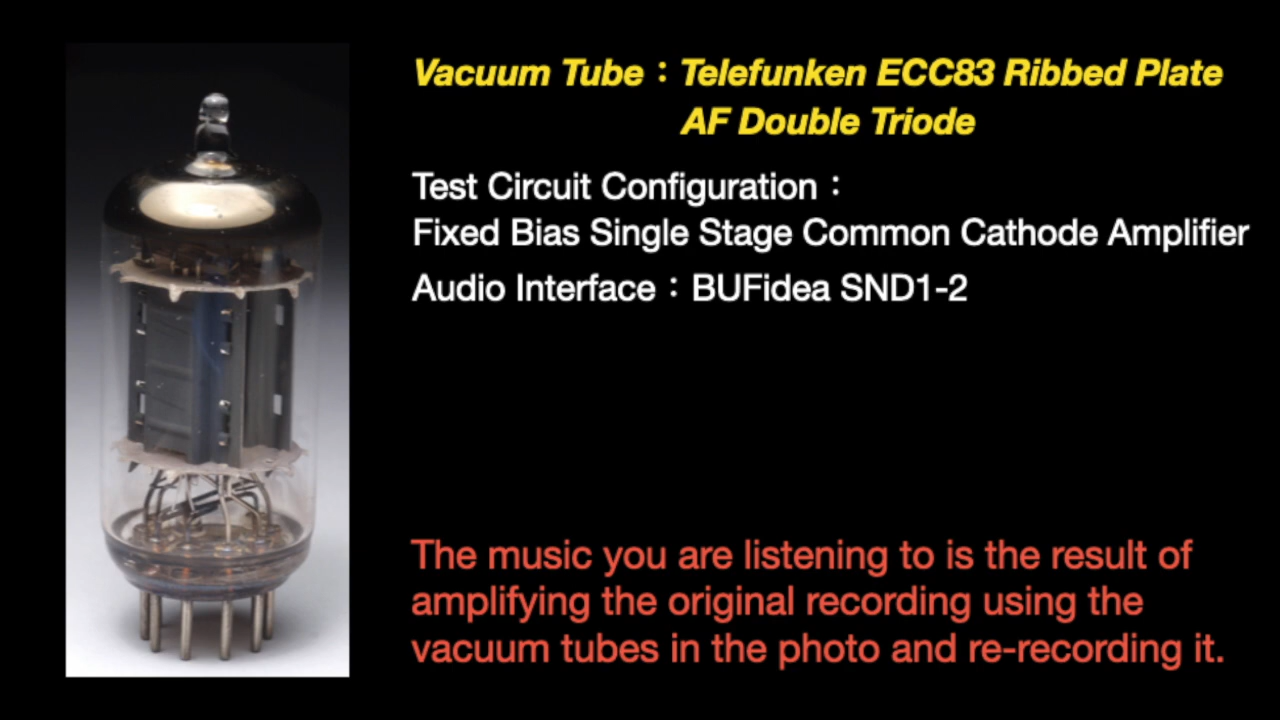 Vacuum Tube：Telefunken ECC83 Ribbed Plate
AF Double Triode
Test Circuit Configuration：
Fixed Bias Single Stage Common Cathode Amplifier
Audio Interface：BUFidea SND1-2
The music you are listening to is the result of
amplifying the original recording using the
vacuum tubes in the photo and re-recording it.